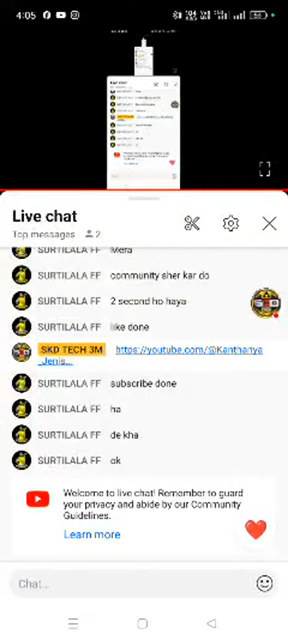 4:05
Live chat
Top messages 2
SURTILALA FF Mera
SURTILALA FF community sher kar do
SURTILALA FF 2 second ho haya
SURTILALA FF like done
SKD TECH 3M https://youtube.com/@Kanthariya
_Jenis...
SURTILALA FF subscribe done
SURTILALA FF ha
SURTILALA FF de kha
SURTILALA FF ok
Welcome to live chat! Remember to guard
your privacy and abide by our Community
Guidelines.
Learn more
Chat...